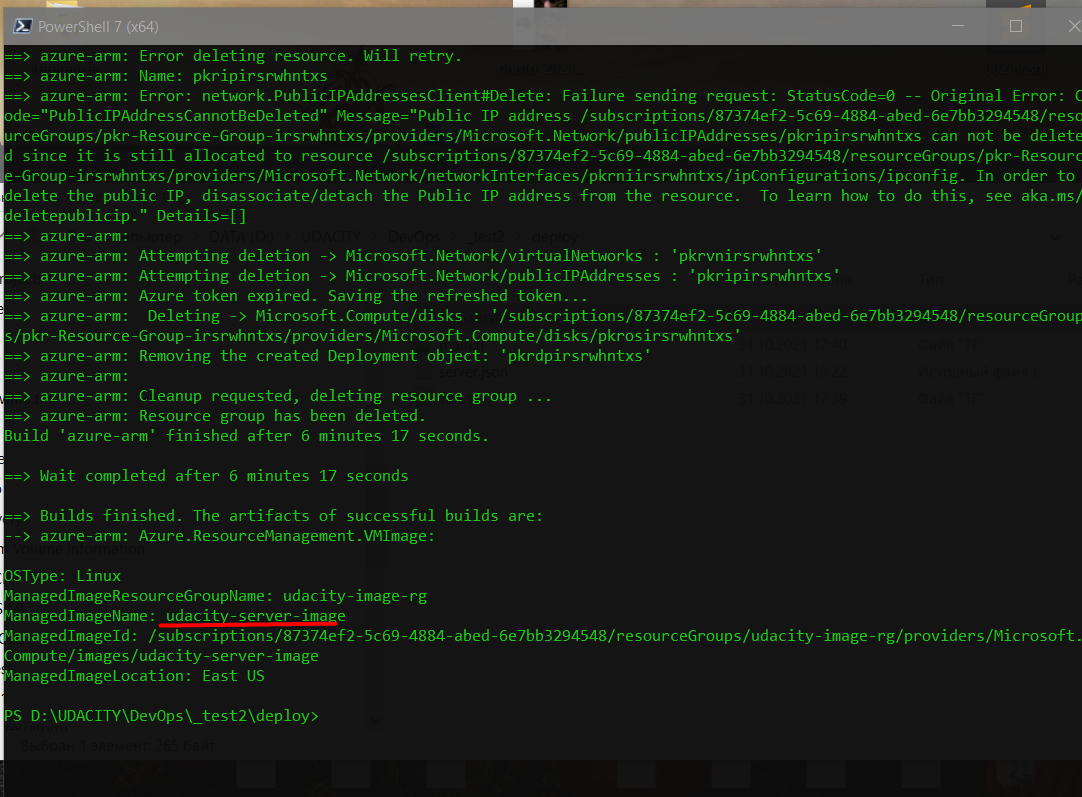 PowerShell 7 (x64)
==> azure-arm: Error deleting resource. Will retry.
==> azure-arm: Name: pkripirsrwhntxs
==> azure-arm: Error: network.PublicIPAddressesClient#Delete: Failure sending request: StatusCode=0 -- Original Error: C
ode="PublicIPAddressCannotBeDeleted" Message="Public IP address /subscriptions/87374ef2-5c69-4884-abed-6e7bb3294548/reso
urceGroups/pkr-Resource-Group-irsrwhntxs/providers/Microsoft.Network/publicIPAddresses/pkripirsrwhntxs can not be delete
d since it is still allocated to resource /subscriptions/87374ef2-5c69-4884-abed-6e7bb3294548/resourceGroups/pkr-Resourc
e-Group-irsrwhntxs/providers/Microsoft.Network/networkInterfaces/pkrniirsrwhntxs/ipConfigurations/ipconfig. In order to
delete the public IP, disassociate/detach the Public IP address from the resource.  To learn how to do this, see aka.ms/
deletepublicip." Details=[]
==> azure-arm:
==> azure-arm: Attempting deletion -> Microsoft.Network/virtualNetworks : 'pkrvnirsrwhntxs'
==> azure-arm: Attempting deletion -> Microsoft.Network/publicIPAddresses : 'pkripirsrwhntxs'
==> azure-arm: Azure token expired. Saving the refreshed token...
==> azure-arm:  Deleting -> Microsoft.Compute/disks : '/subscriptions/87374ef2-5c69-4884-abed-6e7bb3294548/resourceGroup
s/pkr-Resource-Group-irsrwhntxs/providers/Microsoft.Compute/disks/pkrosirsrwhntxs'
==> azure-arm: Removing the created Deployment object: 'pkrdpirsrwhntxs'
==> azure-arm:
==> azure-arm: Cleanup requested, deleting resource group ...
==> azure-arm: Resource group has been deleted.
Build 'azure-arm' finished after 6 minutes 17 seconds.
==> Wait completed after 6 minutes 17 seconds
==> Builds finished. The artifacts of successful builds are:
--> azure-arm: Azure.ResourceManagement.VMImage:
OSType: Linux
ManagedImageResourceGroupName: udacity-image-rg
ManagedImageName: udacity-server-image
ManagedImageId: /subscriptions/87374ef2-5c69-4884-abed-6e7bb3294548/resourceGroups/udacity-image-rg/providers/Microsoft.
Compute/images/udacity-server-image
ManagedImageLocation: East US
PS D:\UDACITY\DevOps\_test2\deploy>
Выбран 1 элемент: 265 байт